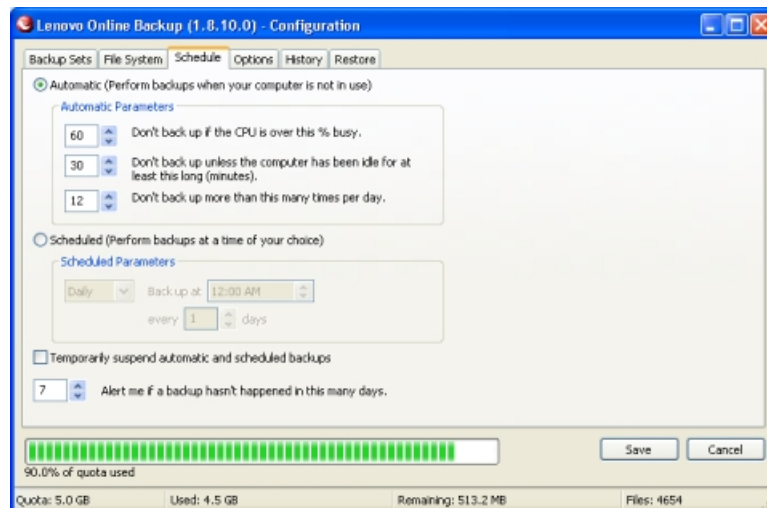 Lenovo Online Backup (1.8.10.0) - Configuration
Backup Sets File System Schedule Options History Restore
Automatic (Perform backups when your computer is not in use)
Automatic Parameters
60 Don't back up if the CPU is over this % busy.
30 Don't back up unless the computer has been idle for at
least this long (minutes).
12 Don't back up more than this many times per day.
Scheduled (Perform backups at a time of your choice)
Scheduled Parameters
Daily Back up at 12:00 AM
every 1 days
Temporarily suspend automatic and scheduled backups
7 Alert me if a backup hasn't happened in this many days.
Save Cancel
90.0% of quota used
Quota: 5.0 GB Used: 4.5 GB Remaining: 513.2 MB Files: 4654